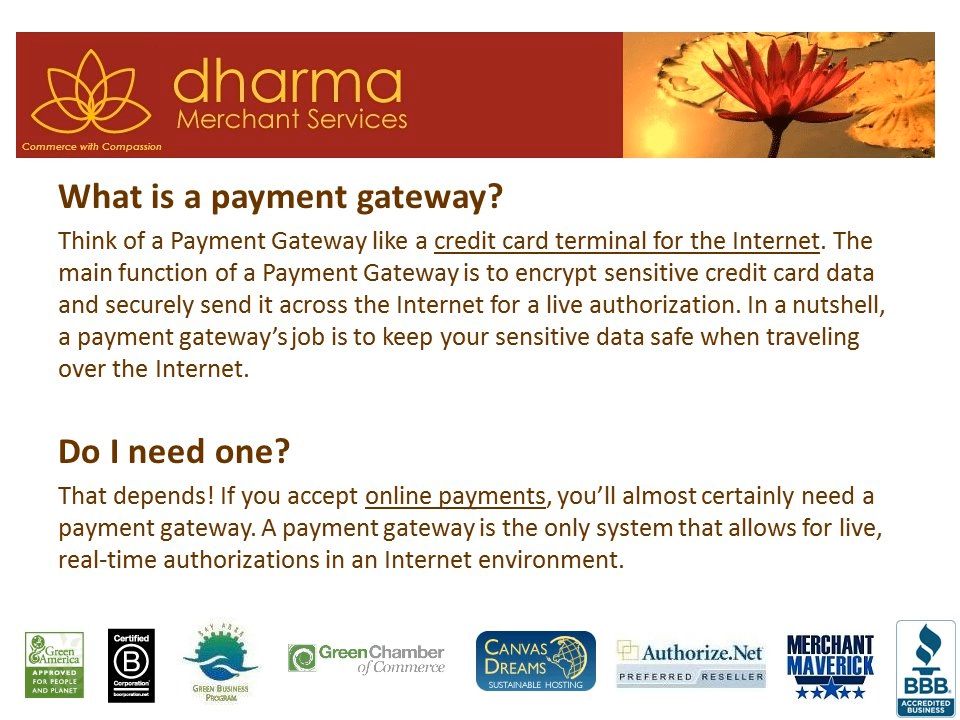 dharma
Merchant Services
Commerce with Compassion
What is a payment gateway?
Think of a Payment Gateway like a credit card terminal for the Internet. The
main function of a Payment Gateway is to encrypt sensitive credit card data
and securely send it across the Internet for a live authorization. In a nutshell,
a payment gateway’s job is to keep your sensitive data safe when traveling
over the Internet.
Do I need one?
That depends! If you accept online payments, you’ll almost certainly need a
payment gateway. A payment gateway is the only system that allows for live,
real-time authorizations in an Internet environment.
Green
America
APPROVED
FOR PEOPLE
AND PLANET
Certified
B
Corporation
bcorporation.net
BAY AREA
GREEN BUSINESS
PROGRAM
GreenChamber
of Commerce
CANVAS
DREAMS
SUSTAINABLE HOSTING
Authorize.Net
PREFERRED RESELLER
MERCHANT
MAVERICK
BBB
ACCREDITED
BUSINESS